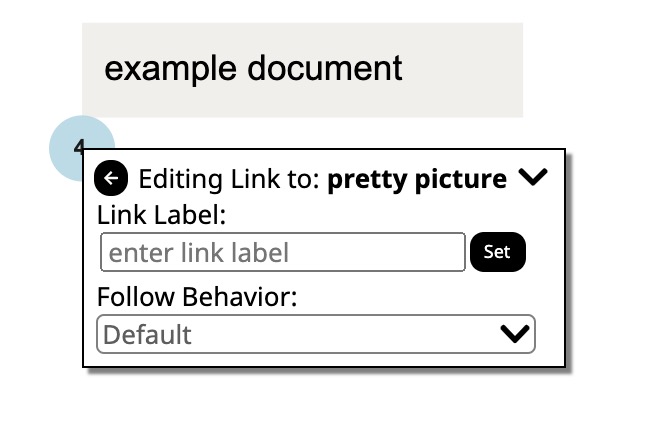 example document
4
Editing Link to: pretty picture
Link Label:
enter link label
Set
Follow Behavior:
Default